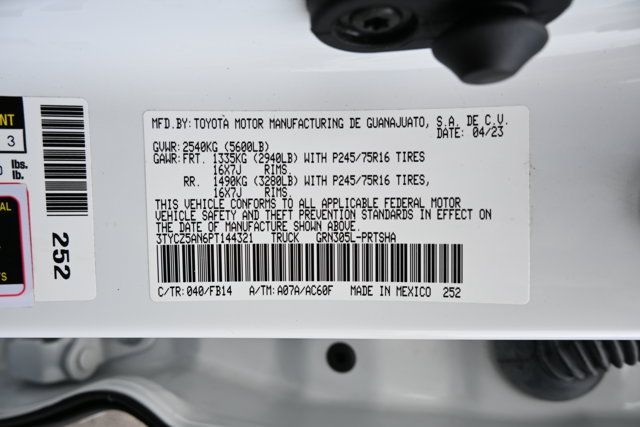 NT
3
lbs.
252
MFD.BY:TOYOTA MOTOR MANUFACTURING DE GUANAJUATO, S.A. DE C.V.
DATE: 04/23
GVWR:2540KG (5600LB)
GAWR:FRT. 1335KG (2940LB) WITH P245/75R16 TIRES
16X7J RIMS.
RR. 1490KG (3280LB) WITH P245/75R16 TIRES,
16X7J RIMS.
THIS VEHICLE CONFORMS TO ALL APPLICABLE FEDERAL MOTOR
VEHICLE SAFETY AND THEFT PREVENTION STANDARDS IN EFFECT ON
THE DATE OF MANUFACTURE SHOWN ABOVE.
3TYCZ5AN6PT144321 TRUCK GRN305L-PRTSHA
C/TR:040/FB14 A/TM:A07A/AC60F MADE IN MEXICO 252